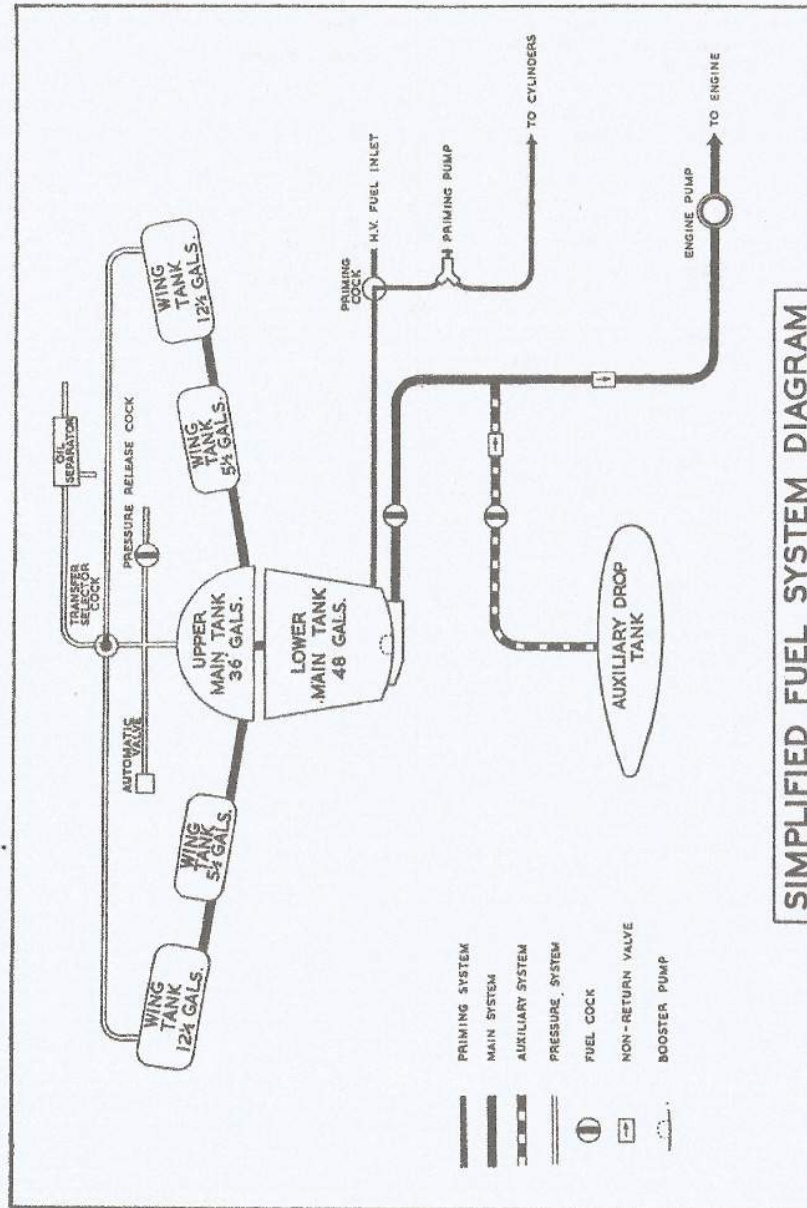 OIL
SEPARATOR
TRANSFER
SELECTOR
COCK
PRESSURE RELEASE COCK
AUTOMATIC
VALVE
WING
TANK
12½ GALS.
WING
TANK
5½ GALS.
UPPER
MAIN TANK
36 GALS.
LOWER
MAIN TANK
48 GALS.
WING
TANK
5½ GALS.
WING
TANK
12½ GALS.
PRIMING
COCK
H.V. FUEL INLET
PRIMING PUMP
TO CYLINDERS
ENGINE PUMP
TO ENGINE
AUXILIARY DROP
TANK
PRIMING SYSTEM
MAIN SYSTEM
AUXILIARY SYSTEM
PRESSURE SYSTEM
FUEL COCK
NON-RETURN VALVE
BOOSTER PUMP
SIMPLIFIED FUEL SYSTEM DIAGRAM